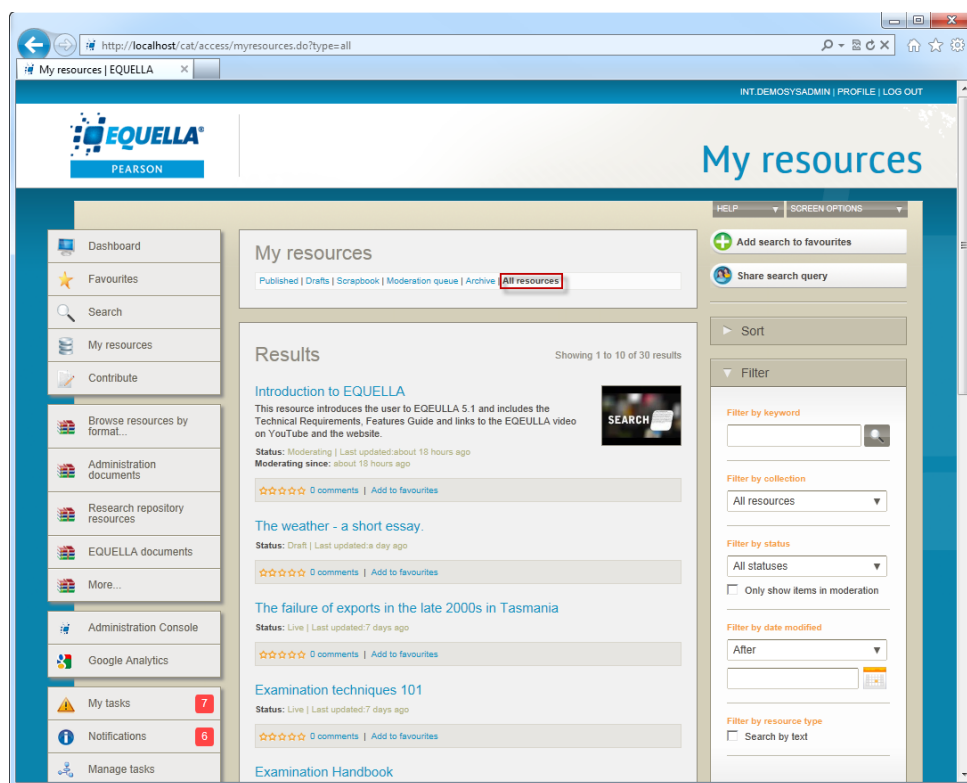 http://localhost/cat/access/myresources.do?type=all
My resources | EQUELLA
INT.DEMOSYSADMIN | PROFILE | LOG OUT
EQUELLA®
PEARSON
My resources
HELP
SCREEN OPTIONS
Dashboard
Favourites
Search
My resources
Contribute
Browse resources by
format...
Administration
documents
Research repository
resources
EQUELLA documents
More...
Administration Console
Google Analytics
My tasks
7
Notifications
6
Manage tasks
My resources
Published | Drafts | Scrapbook | Moderation queue | Archive | All resources
Results
Showing 1 to 10 of 30 results
Introduction to EQUELLA
This resource introduces the user to EQEULLA 5.1 and includes the
Technical Requirements, Features Guide and links to the EQEULLA video
on YouTube and the website.
SEARCH
Status: Moderating | Last updated:about 18 hours ago
Moderating since: about 18 hours ago
0 comments | Add to favourites
The weather - a short essay.
Status: Draft | Last updated:a day ago
0 comments | Add to favourites
The failure of exports in the late 2000s in Tasmania
Status: Live | Last updated:7 days ago
0 comments | Add to favourites
Examination techniques 101
Status: Live | Last updated:7 days ago
0 comments | Add to favourites
Examination Handbook
Add search to favourites
Share search query
Sort
Filter
Filter by keyword
Filter by collection
All resources
Filter by status
All statuses
Only show items in moderation
Filter by date modified
After
Filter by resource type
Search by text